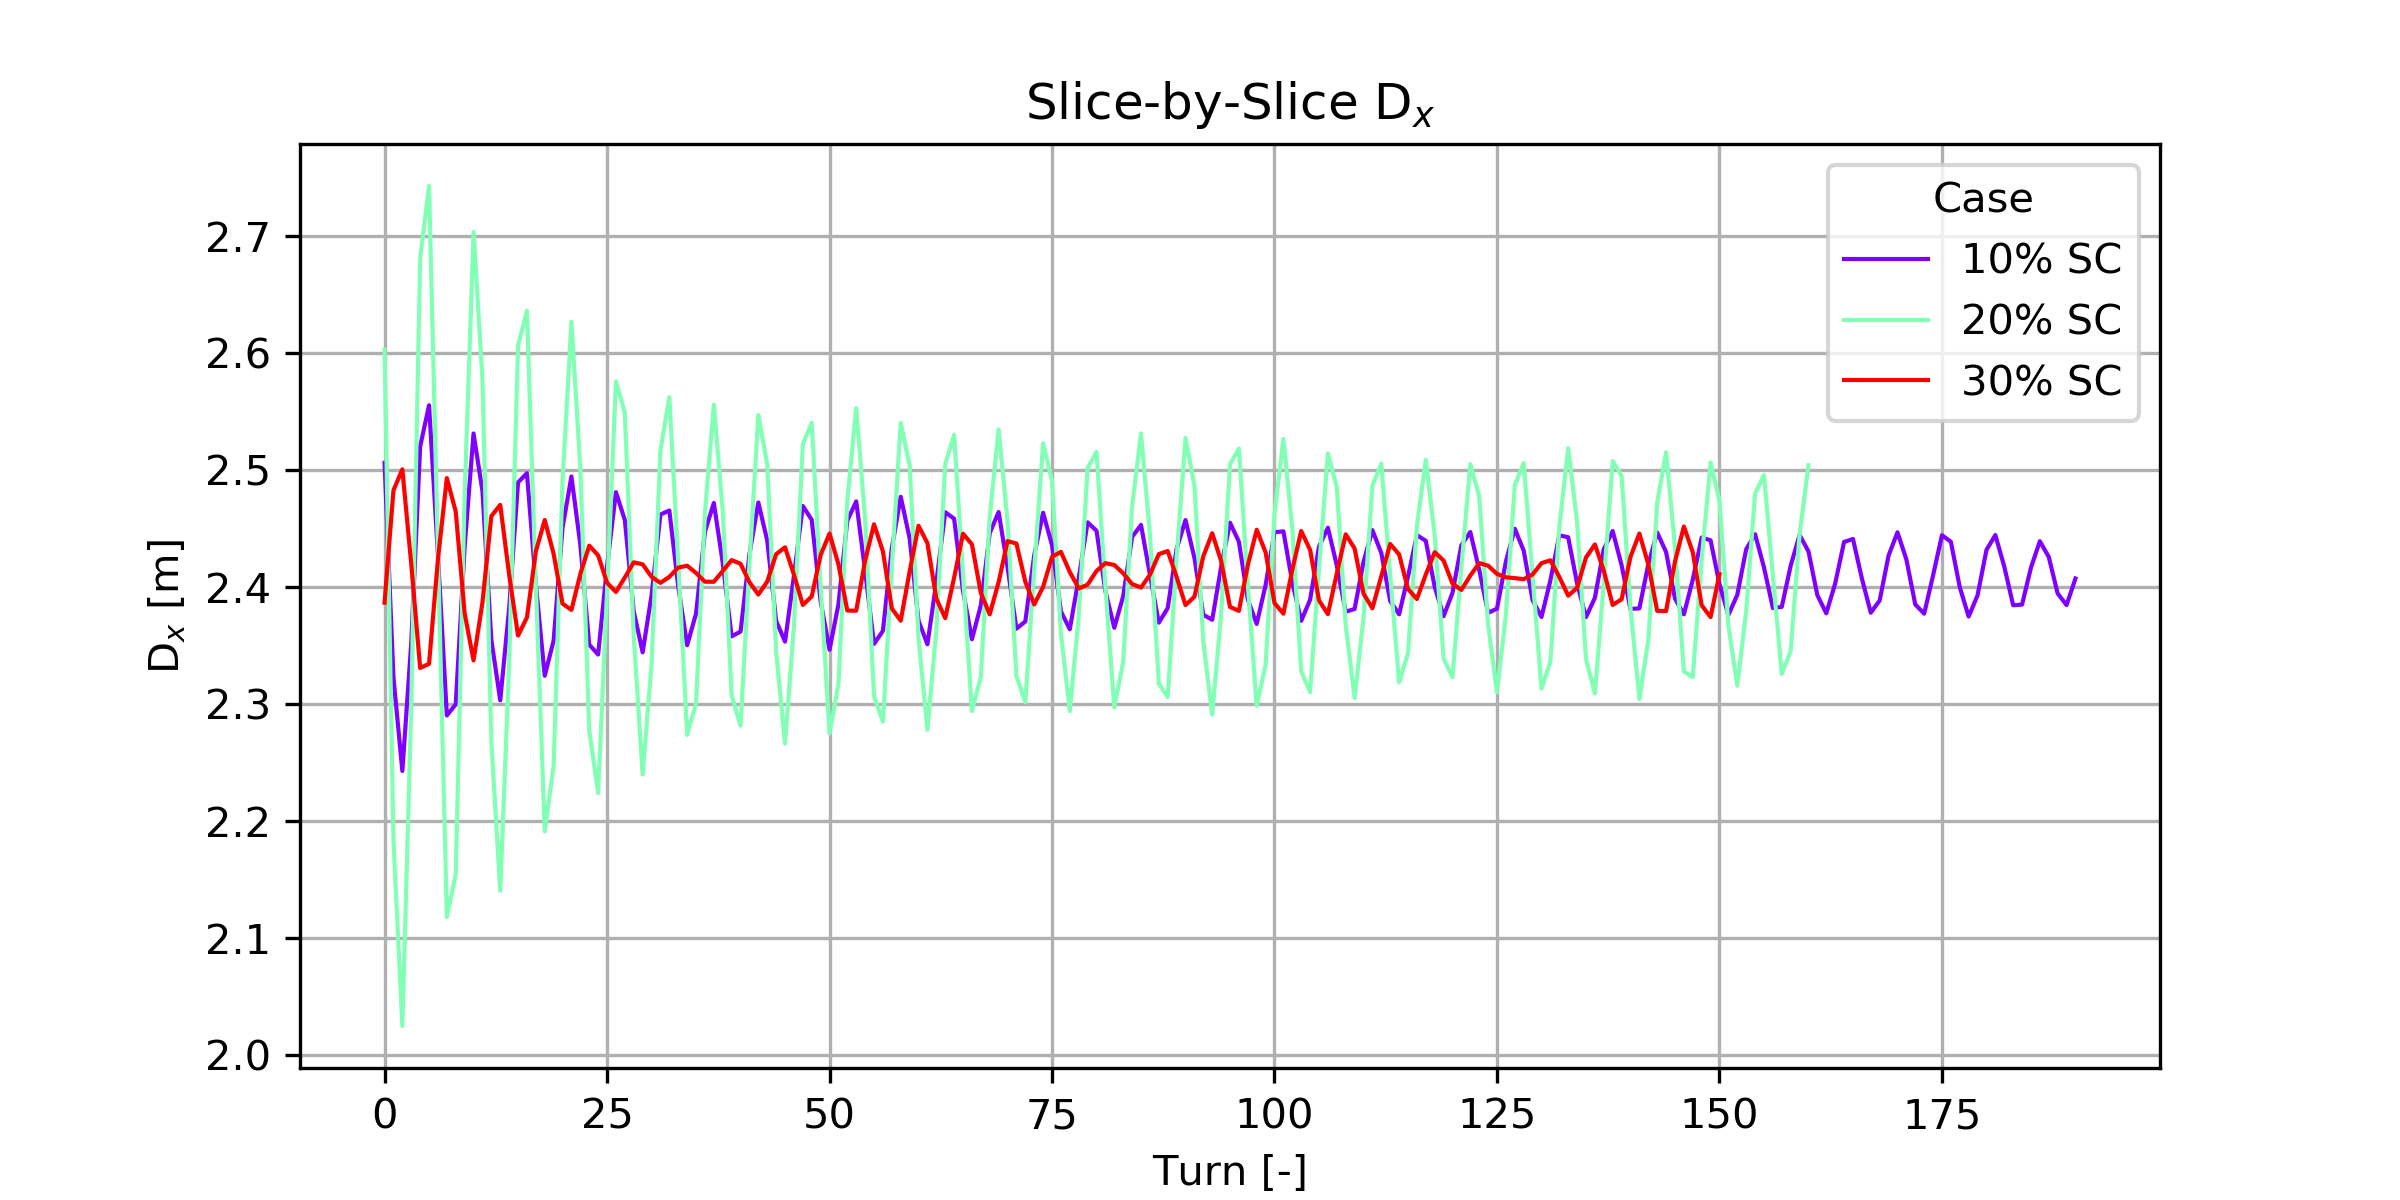 Slice-by-Slice Dx
Case
10% SC
20% SC
30% SC
Dx [m]
2.7
2.6
2.5
2.4
2.3
2.2
2.1
2.0
0 25 50 75 100 125 150 175
Turn [-]